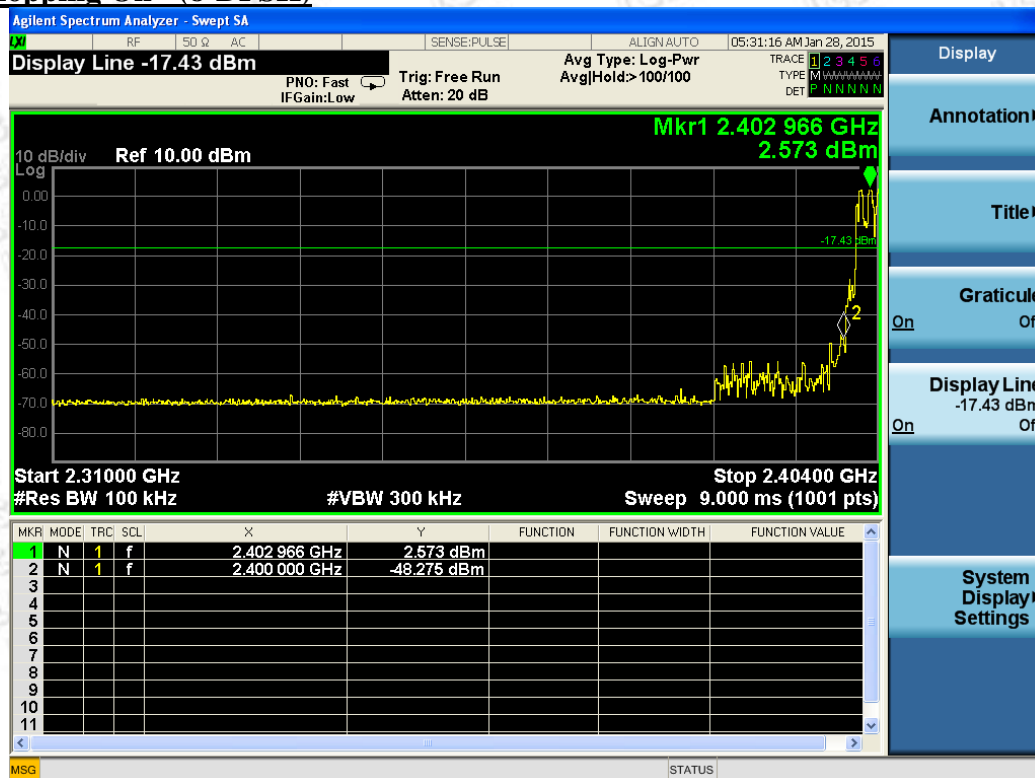 Agilent Spectrum Analyzer - Swept SA
LXI RF 50 Ω AC SENSE:PULSE ALIGN AUTO 05:31:16 AM Jan 28, 2015
Display Line -17.43 dBm
PNO: Fast
IFGain:Low
Trig: Free Run
Atten: 20 dB
Avg Type: Log-Pwr
Avg|Hold:> 100/100
TRACE 1 2 3 4 5 6
TYPE M
DET P N N N N N
Mkr1 2.402 966 GHz
2.573 dBm
10 dB/div Ref 10.00 dBm
Log
0.00
-10.0
-17.43 dBm
-20.0
-30.0
-40.0
2
-50.0
-60.0
-70.0
-80.0
Start 2.31000 GHz Stop 2.40400 GHz
#Res BW 100 kHz #VBW 300 kHz Sweep 9.000 ms (1001 pts)
MKR MODE TRC SCL X Y FUNCTION FUNCTION WIDTH FUNCTION VALUE
1 N 1 f 2.402 966 GHz 2.573 dBm
2 N 1 f 2.400 000 GHz -48.275 dBm
3
4
5
6
7
8
9
10
11
MSG STATUS
Display
Annotation
Title
Graticule
On Of
Display Line
-17.43 dBm
On Of
System
Display
Settings